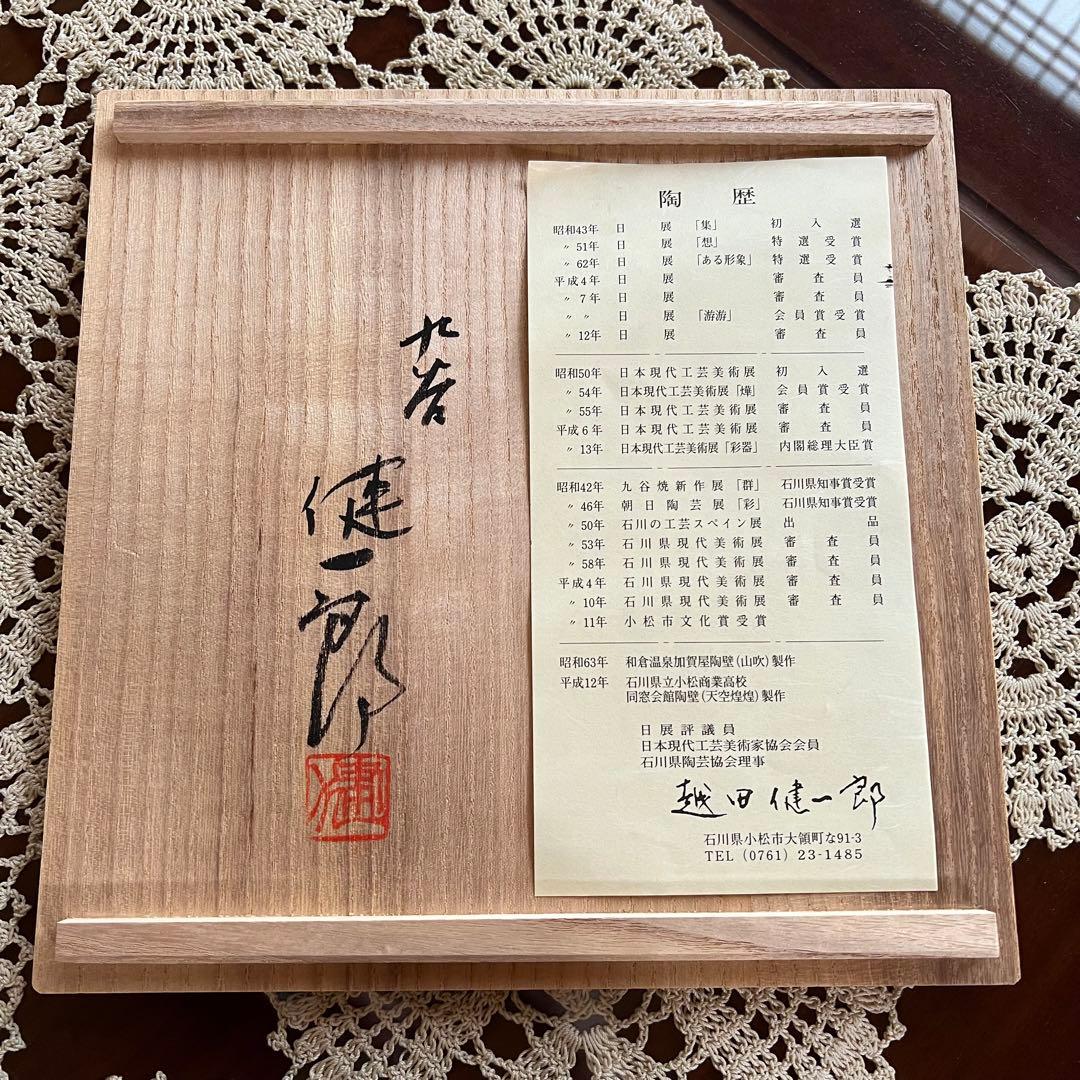 九谷
健一郎
健
陶歴
昭和43年 日展 「集」 初入選
〃51年 日展 「想」 特選受賞
〃62年 日展 「ある形象」 特選受賞
平成4年 日展 審査員
〃7年 日展 審査員
〃〃 日展 「游游」 会員賞受賞
〃12年 日展 審査員
昭和50年 日本現代工芸美術展 初入選
〃54年 日本現代工芸美術展「燁」 会員賞受賞
〃55年 日本現代工芸美術展 審査員
平成6年 日本現代工芸美術展 審査員
〃13年 日本現代工芸美術展「彩器」 内閣総理大臣賞
昭和42年 九谷焼新作展「群」 石川県知事賞受賞
〃46年 朝日陶芸展「彩」 石川県知事賞受賞
〃50年 石川の工芸スペイン展 出品
〃53年 石川県現代美術展 審査員
〃58年 石川県現代美術展 審査員
平成4年 石川県現代美術展 審査員
〃10年 石川県現代美術展 審査員
〃11年 小松市文化賞受賞
昭和63年 和倉温泉加賀屋陶壁(山吹)製作
平成12年 石川県立小松商業高校
同窓会館陶壁(天空煌煌)製作
日展評議員
日本現代工芸美術家協会会員
石川県陶芸協会理事
越田健一郎
石川県小松市大領町な91-3
TEL (0761) 23-1485